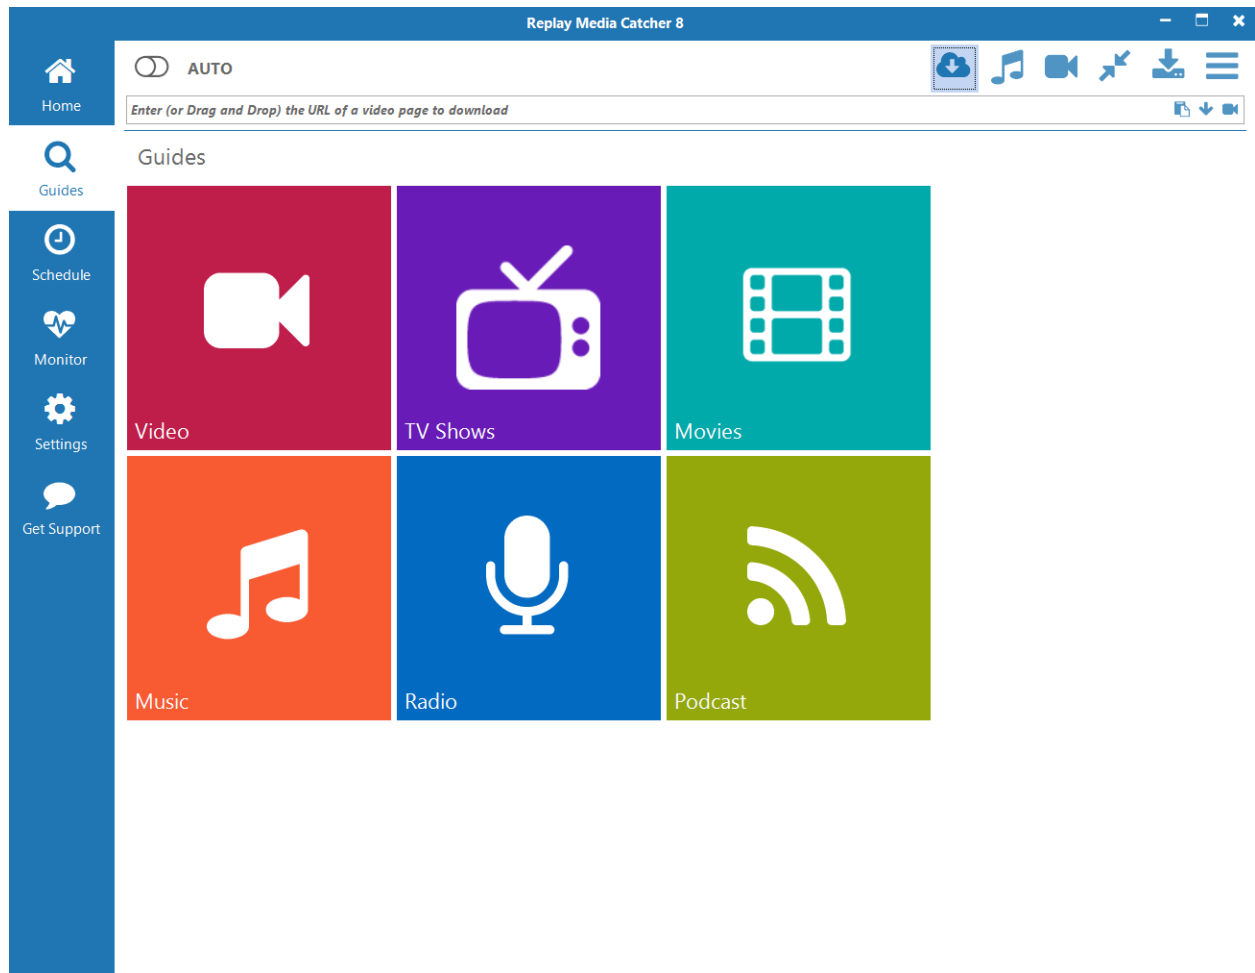 Replay Media Catcher 8
AUTO
Enter (or Drag and Drop) the URL of a video page to download
Home
Guides
Schedule
Monitor
Settings
Get Support
Guides
Video
TV Shows
Movies
Music
Radio
Podcast